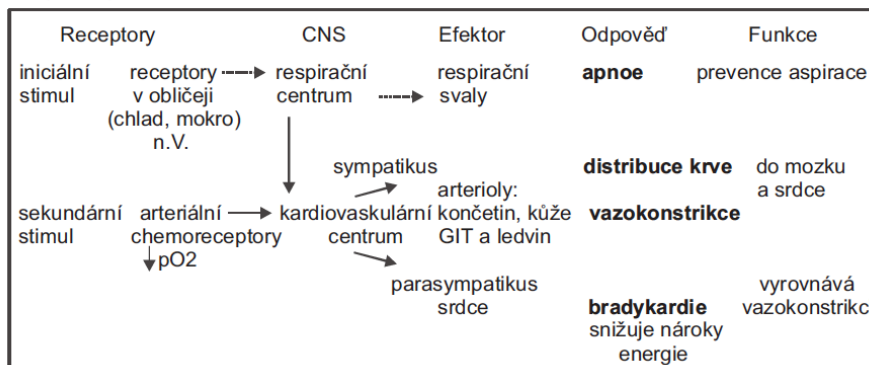 Receptory CNS Efektor Odpověď Funkce
iniciální receptory respirační respirační apnoe prevence aspirace
stimul v obličeji centrum svaly
(chlad, mokro)
n.V.
sympatikus distribuce krve do mozku
arterioly: a srdce
sekundární arteriální kardiovaskulární končetin, kůže vazokonstrikce
stimul chemoreceptory centrum GIT a ledvin
pO2
parasympatikus vyrovnává
srdce bradykardie vazokonstrikc
snižuje nároky
energie